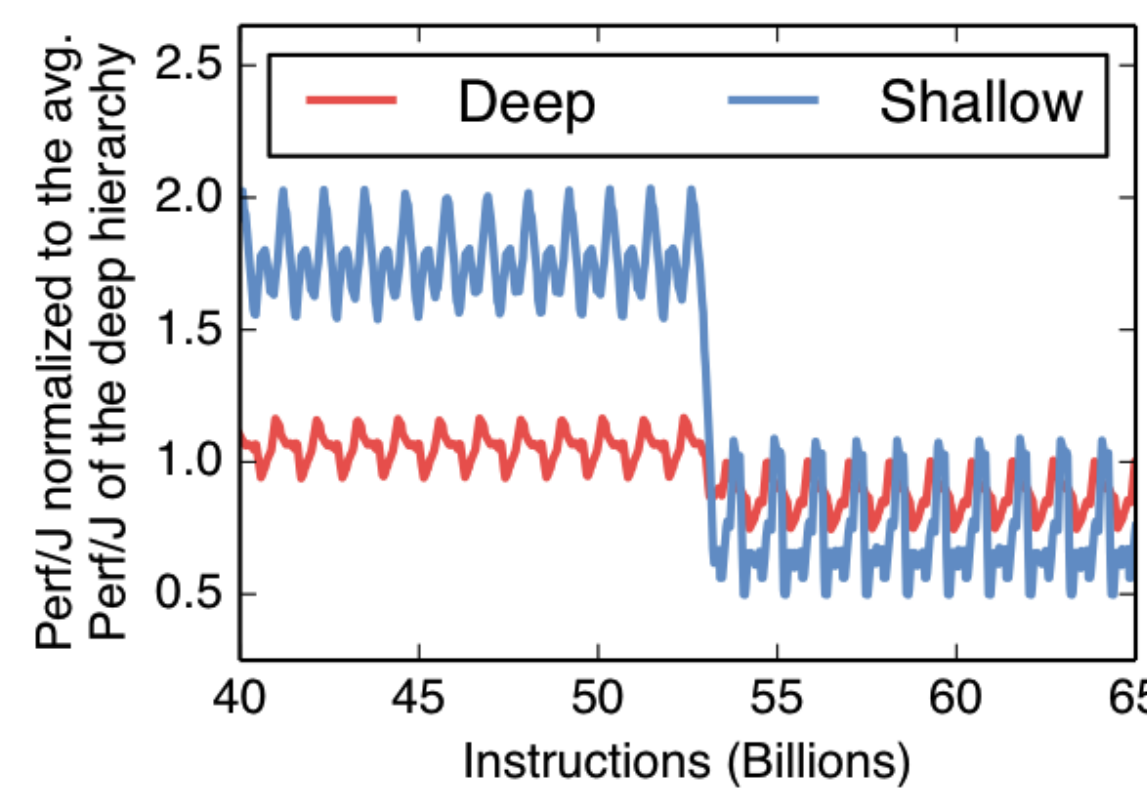 Perf/J normalized to the avg.
Perf/J of the deep hierarchy
2.5
2.0
1.5
1.0
0.5
Deep Shallow
40 45 50 55 60 65
Instructions (Billions)